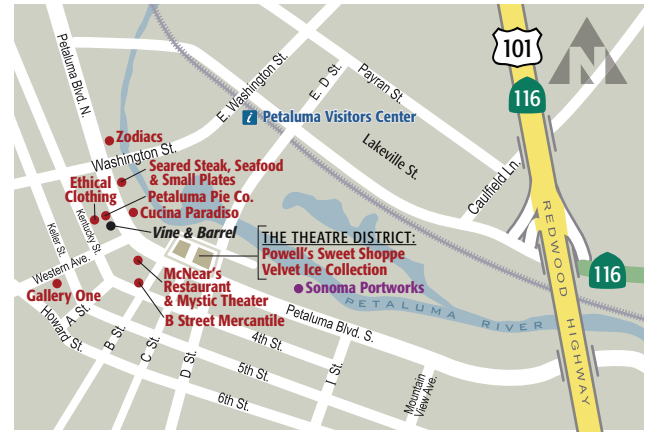 Petaluma Blvd. N.
E. Washington St.
E. D St.
Payran St.
101
N
116
i Petaluma Visitors Center
Zodiacs
Washington St.
Lakeville St.
Caulfield Ln.
Seared Steak, Seafood
& Small Plates
Ethical
Clothing
Petaluma Pie Co.
Cucina Paradiso
Vine & Barrel
Keller St.
Kentucky St.
THE THEATRE DISTRICT:
Powell's Sweet Shoppe
Velvet Ice Collection
REDWOOD HIGHWAY
Western Ave.
McNear's
Restaurant
& Mystic Theater
116
Gallery One
Sonoma Portworks
PETALUMA RIVER
B Street Mercantile
Petaluma Blvd. S.
Howard St.
A St.
B St.
C St.
D St.
4th St.
5th St.
6th St.
I St.
Mountain
View Ave.